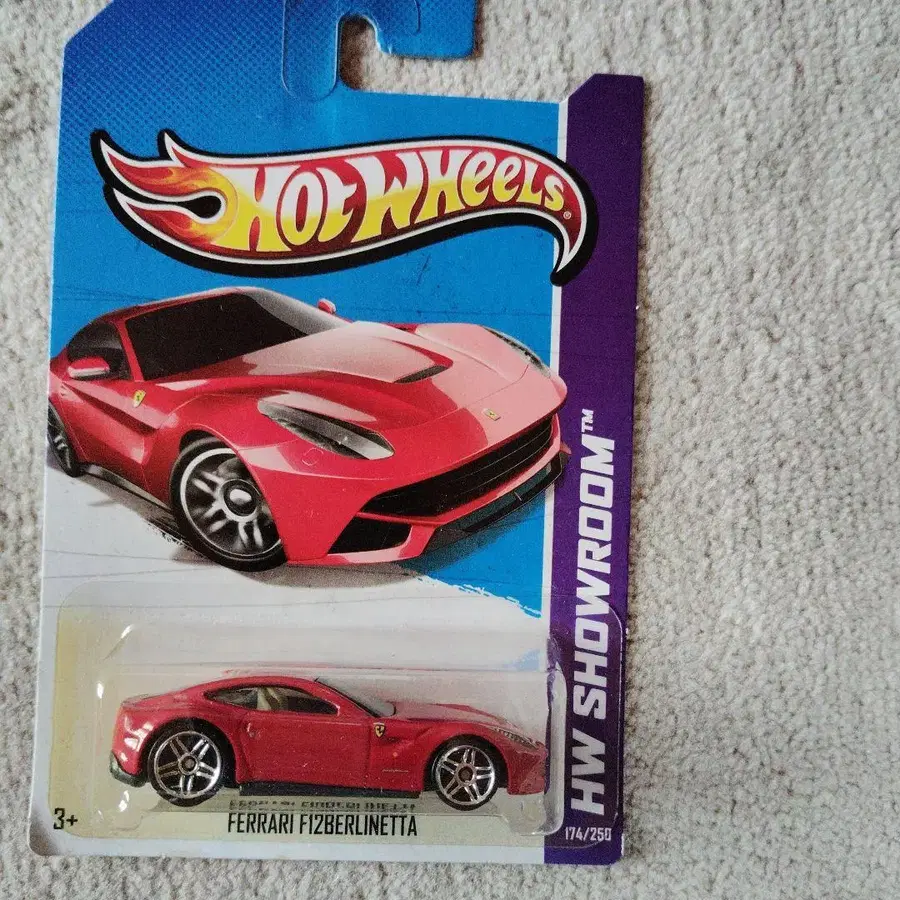 HOT WHEELS®
HW SHOWROOM™
3+
FERRARI F12BERLINETTA
174/250